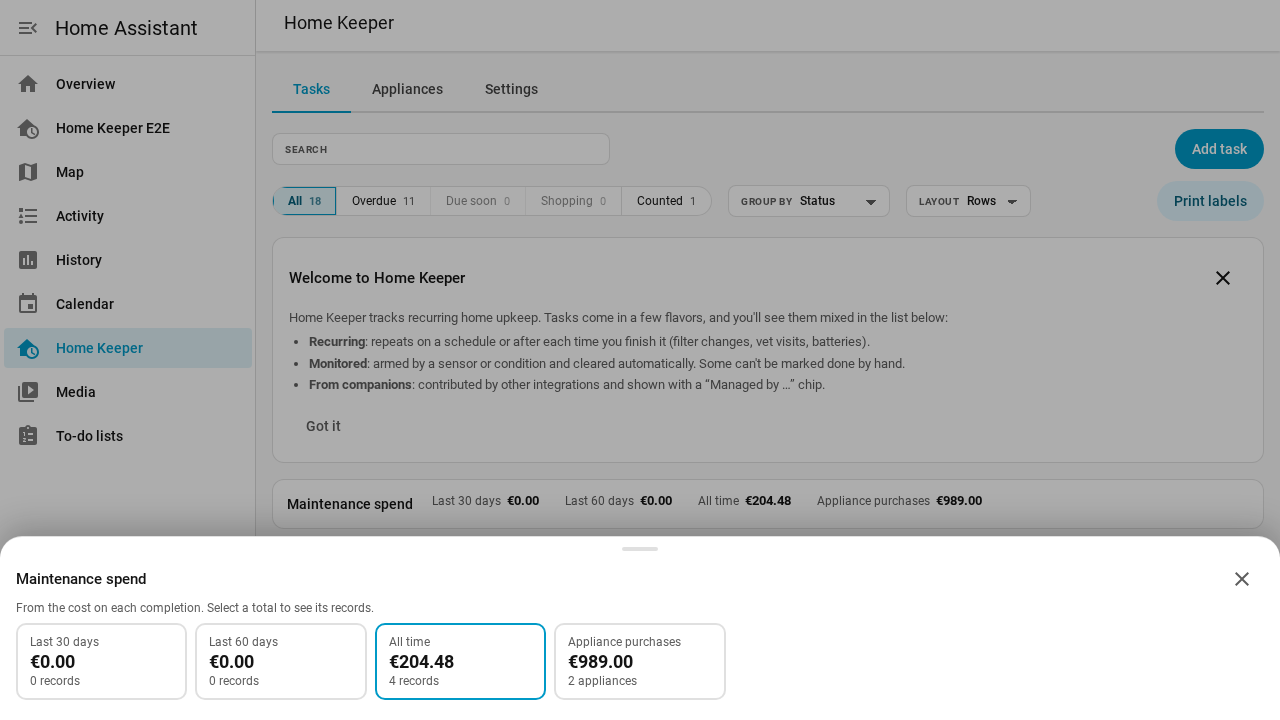 Home Assistant
Home Keeper
Overview
Home Keeper E2E
Map
Activity
History
Calendar
Home Keeper
Media
To-do lists
Tasks Appliances Settings
SEARCH
Add task
All 18 Overdue 11 Due soon 0 Shopping 0 Counted 1
GROUP BY Status
LAYOUT Rows
Print labels
Welcome to Home Keeper
Home Keeper tracks recurring home upkeep. Tasks come in a few flavors, and you'll see them mixed in the list below:
• Recurring: repeats on a schedule or after each time you finish it (filter changes, vet visits, batteries).
• Monitored: armed by a sensor or condition and cleared automatically. Some can't be marked done by hand.
• From companions: contributed by other integrations and shown with a “Managed by …” chip.
Got it
Maintenance spend Last 30 days €0.00 Last 60 days €0.00 All time €204.48 Appliance purchases €989.00
Maintenance spend
From the cost on each completion. Select a total to see its records.
Last 30 days
€0.00
0 records
Last 60 days
€0.00
0 records
All time
€204.48
4 records
Appliance purchases
€989.00
2 appliances